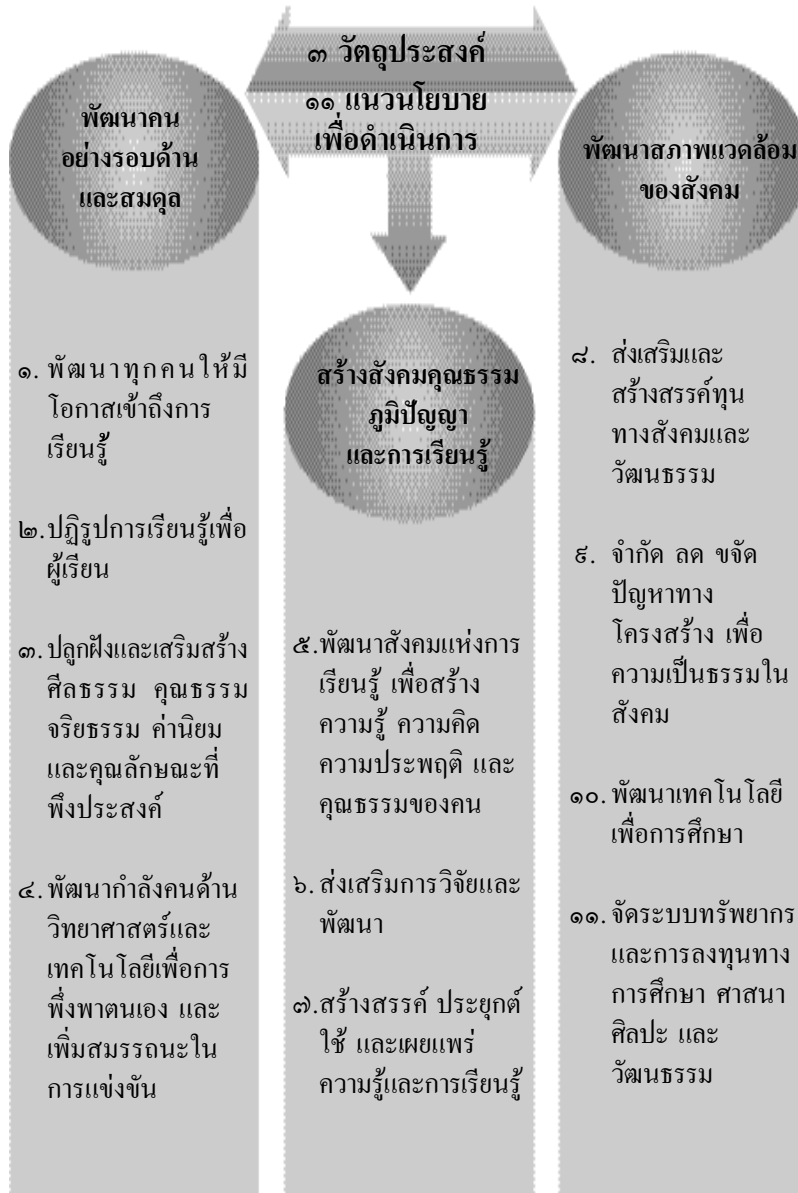 ๓ วัตถุประสงค์
๑๑ แนวนโยบาย
เพื่อดำเนินการ
พัฒนาคน
อย่างรอบด้าน
และสมดุล
๑. พัฒนาทุกคนให้มี
โอกาสเข้าถึงการ
เรียนรู้
๒.ปฏิรูปการเรียนรู้เพื่อ
ผู้เรียน
๓.ปลูกฝังและเสริมสร้าง
ศีลธรรม คุณธรรม
จริยธรรม ค่านิยม
และคุณลักษณะที่
พึงประสงค์
๔.พัฒนากำลังคนด้าน
วิทยาศาสตร์และ
เทคโนโลยีเพื่อการ
พึ่งพาตนเอง และ
เพิ่มสมรรถนะใน
การแข่งขัน
สร้างสังคมคุณธรรม
ภูมิปัญญา
และการเรียนรู้
๕.พัฒนาสังคมแห่งการ
เรียนรู้ เพื่อสร้าง
ความรู้ ความคิด
ความประพฤติ และ
คุณธรรมของคน
๖. ส่งเสริมการวิจัยและ
พัฒนา
๗.สร้างสรรค์ ประยุกต์
ใช้ และเผยแพร่
ความรู้และการเรียนรู้
พัฒนาสภาพแวดล้อม
ของสังคม
๘. ส่งเสริมและ
สร้างสรรค์ทุน
ทางสังคมและ
วัฒนธรรม
๙. จำกัด ลด ขจัด
ปัญหาทาง
โครงสร้าง เพื่อ
ความเป็นธรรมใน
สังคม
๑๐. พัฒนาเทคโนโลยี
เพื่อการศึกษา
๑๑. จัดระบบทรัพยากร
และการลงทุนทาง
การศึกษา ศาสนา
ศิลปะ และ
วัฒนธรรม